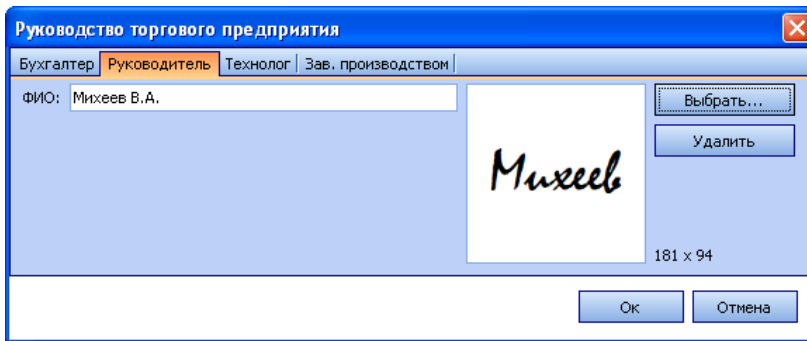 Руководство торгового предприятия
Бухгалтер Руководитель Технолог Зав. производством
ФИО: Михеев В.А. Выбрать...
Удалить
Михеев
181 x 94
Ок Отмена